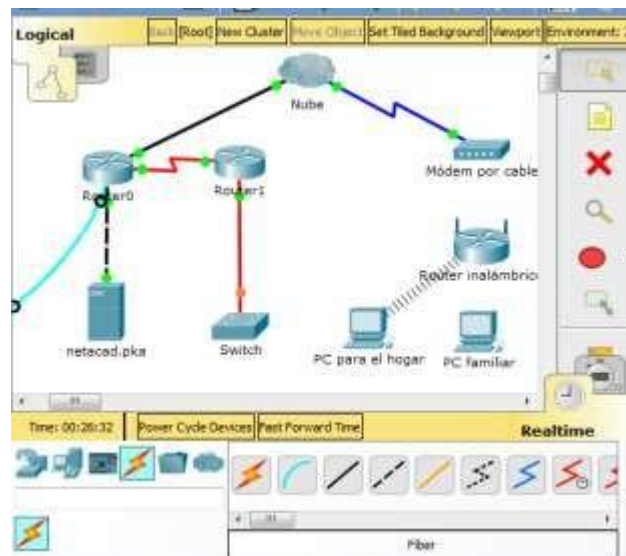 Logical
Back [Root] New Cluster Move Object Set Tiled Background Viewport Environment:
Nube
Módem por cable
Router0
Router1
Router inalámbrico
netacad.pka
Switch
PC para el hogar
PC familiar
Time: 00:26:32 Power Cycle Devices Fast Forward Time
Realtime
Fiber